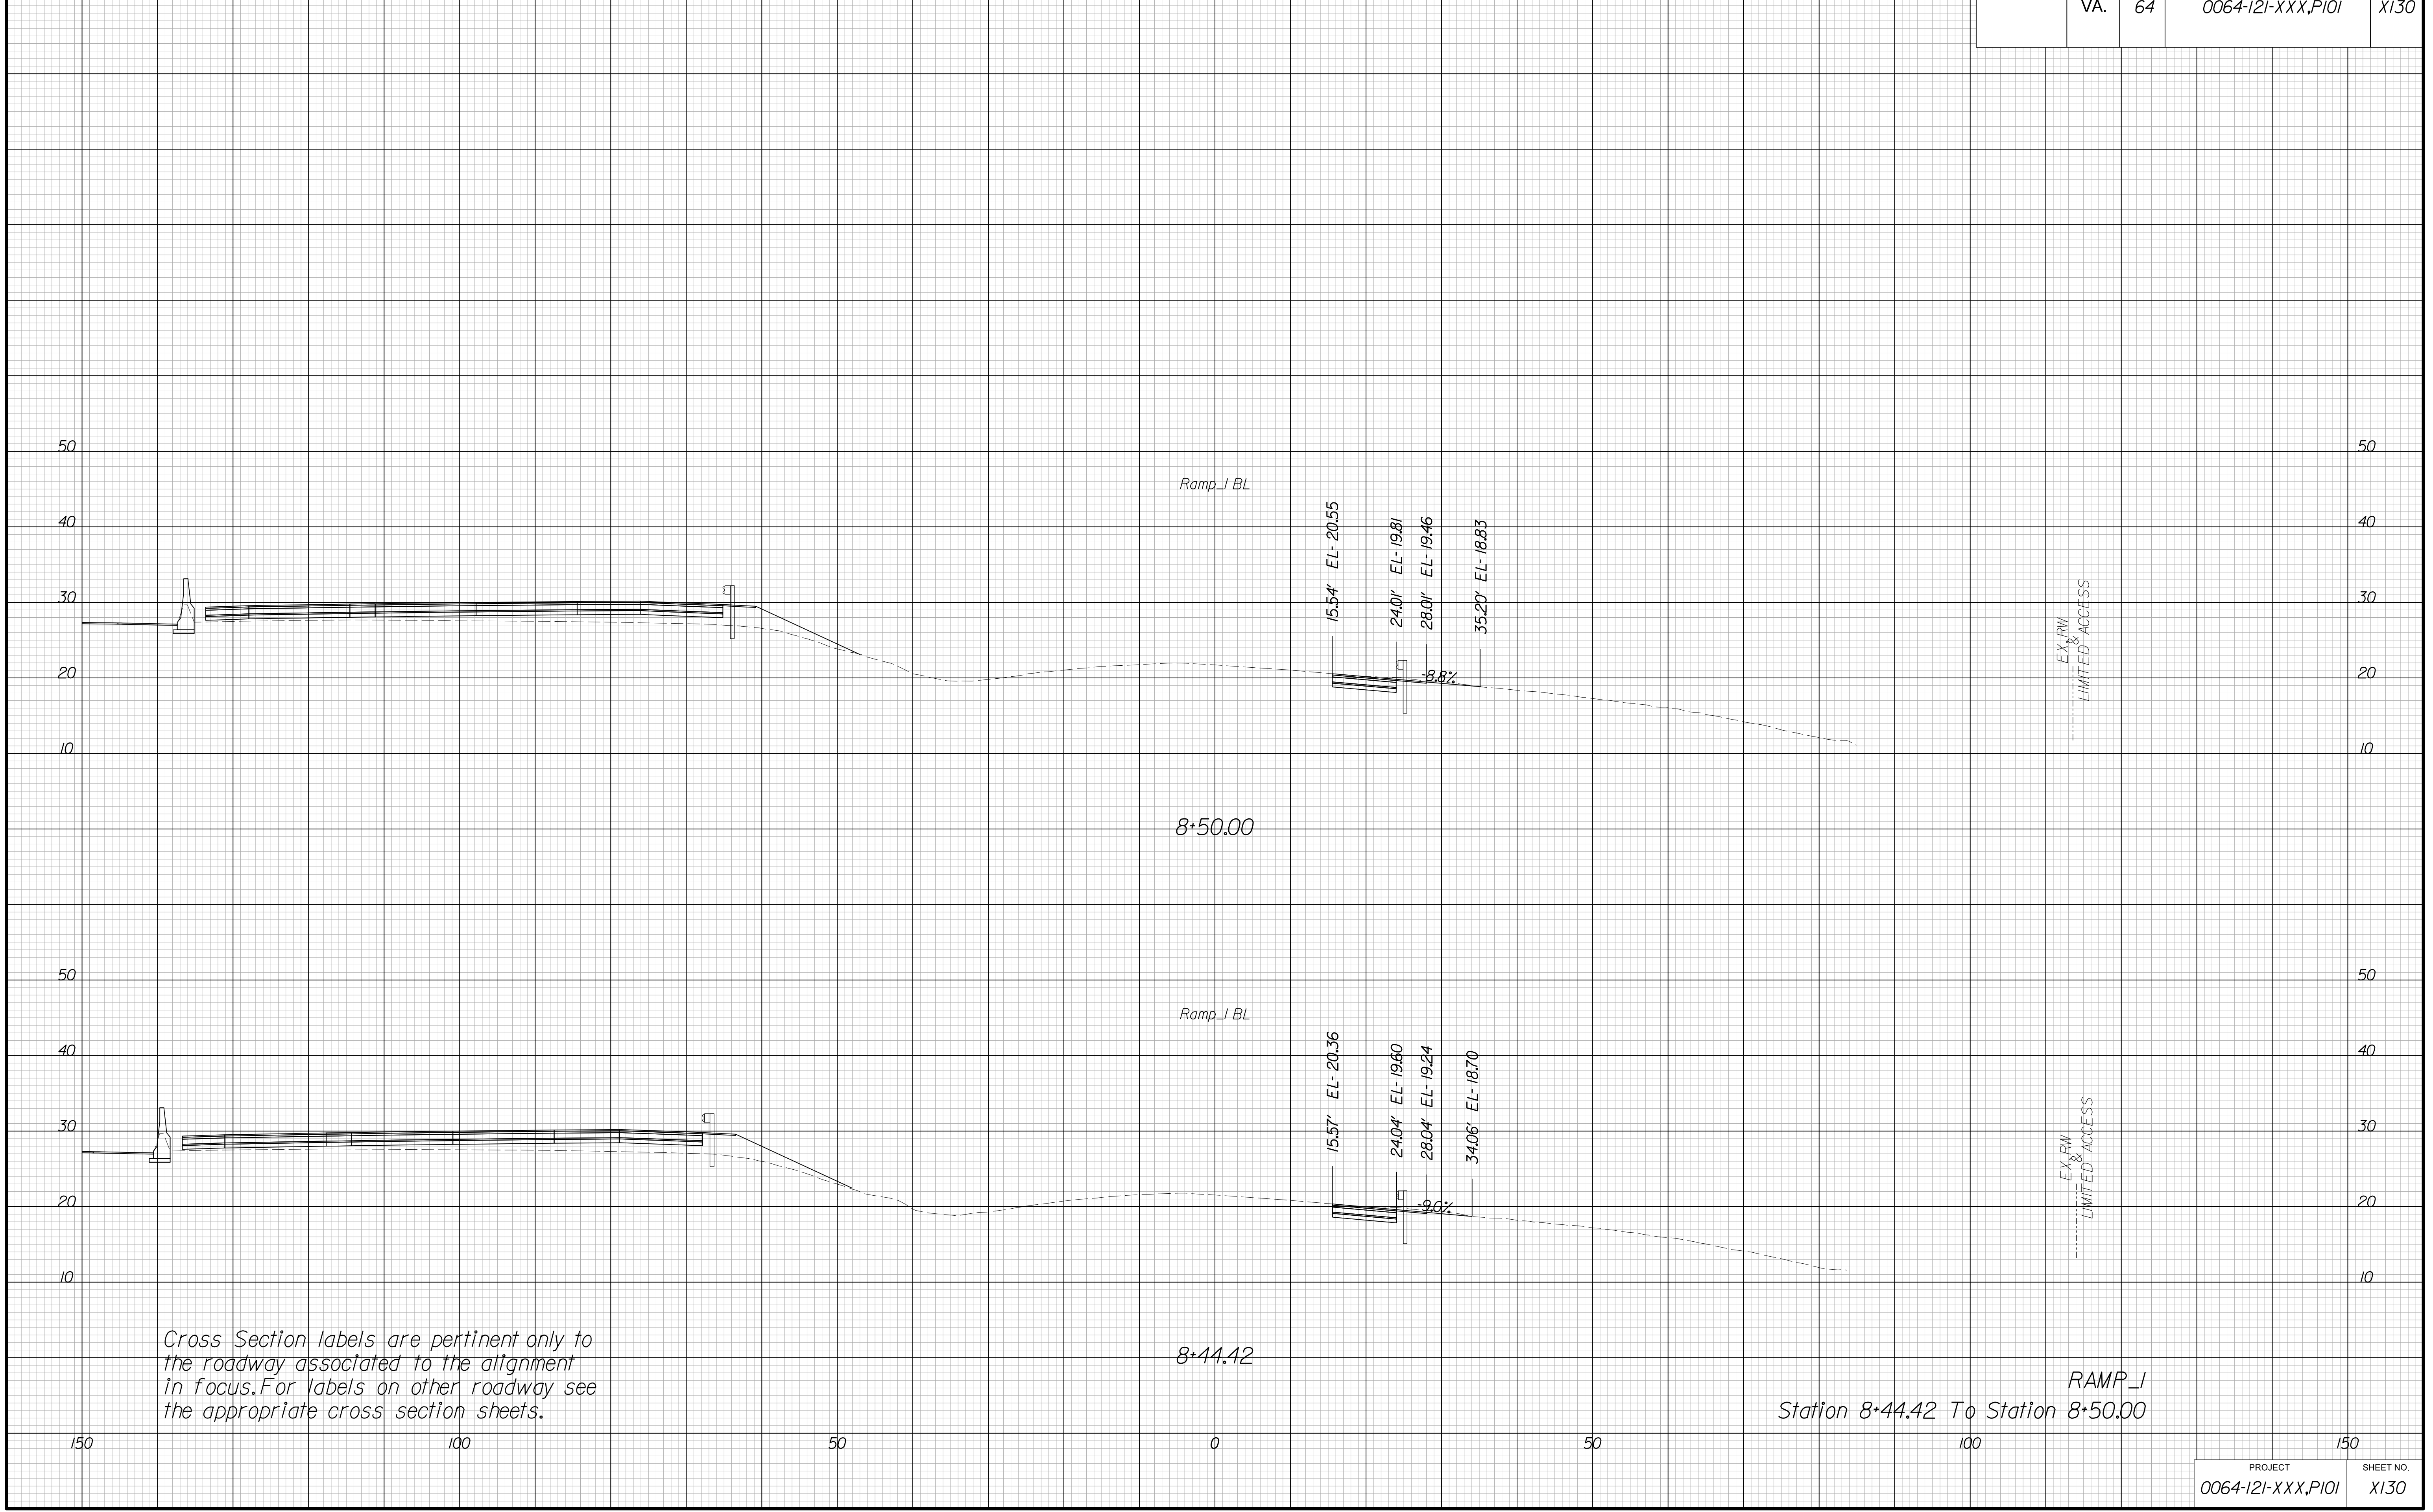 VA. 64 0064-121-XXX,P101 X130
50 50
Ramp_1 BL
15.54' EL- 20.55
24.01' EL- 19.81
28.01' EL- 19.46
35.20' EL- 18.83
40 40
30 30
EX. RW
&
LIMITED ACCESS
20 20
-8.8%
10 10
8+50.00
50 50
Ramp_1 BL
15.57' EL- 20.36
24.04' EL- 19.60
28.04' EL- 19.24
34.06' EL- 18.70
40 40
30 30
EX. RW
&
LIMITED ACCESS
20 20
-9.0%
10 10
8+44.42
Cross Section labels are pertinent only to
the roadway associated to the alignment
in focus. For labels on other roadway see
the appropriate cross section sheets.
RAMP_1
Station 8+44.42 To Station 8+50.00
150 100 50 0 50 100 150
PROJECT SHEET NO.
0064-121-XXX,P101 X130